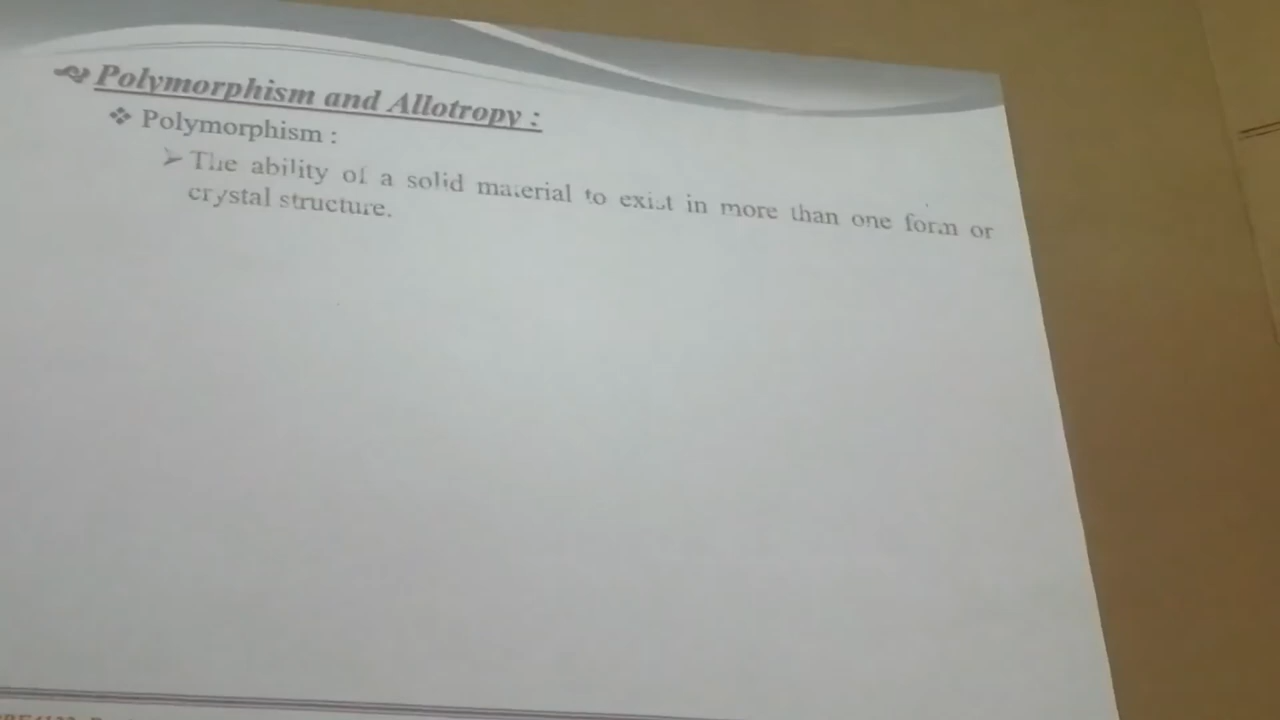 Polymorphism and Allotropy :
Polymorphism :
The ability of a solid material to exist in more than one form or
crystal structure.